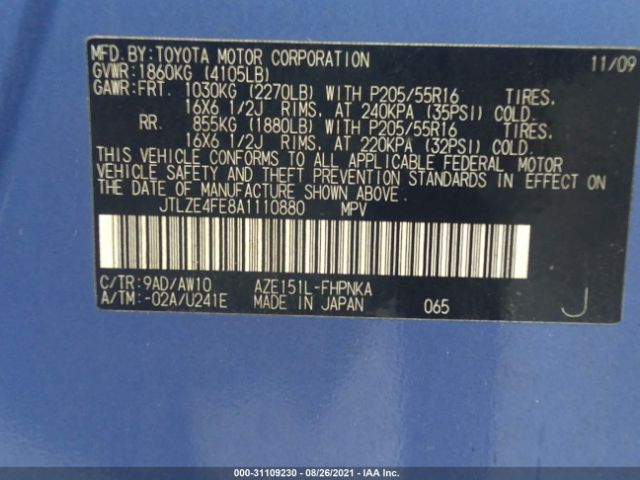 MFD.BY:TOYOTA MOTOR CORPORATION 11/09
GVWR:1860KG (4105LB)
GAWR:FRT. 1030KG (2270LB) WITH P205/55R16 TIRES,
16X6 1/2J RIMS, AT 240KPA (35PSI) COLD.
RR. 855KG (1880LB) WITH P205/55R16 TIRES,
16X6 1/2J RIMS, AT 220KPA (32PSI) COLD.
THIS VEHICLE CONFORMS TO ALL APPLICABLE FEDERAL MOTOR
VEHICLE SAFETY AND THEFT PREVENTION STANDARDS IN EFFECT ON
THE DATE OF MANUFACTURE SHOWN ABOVE.
JTLZE4FE8A1110880 MPV
C/TR:9AD/AW10 AZE151L-FHPNKA
A/TM:-02A/U241E MADE IN JAPAN 065 J
000-31109230 - 08/26/2021 - IAA Inc.